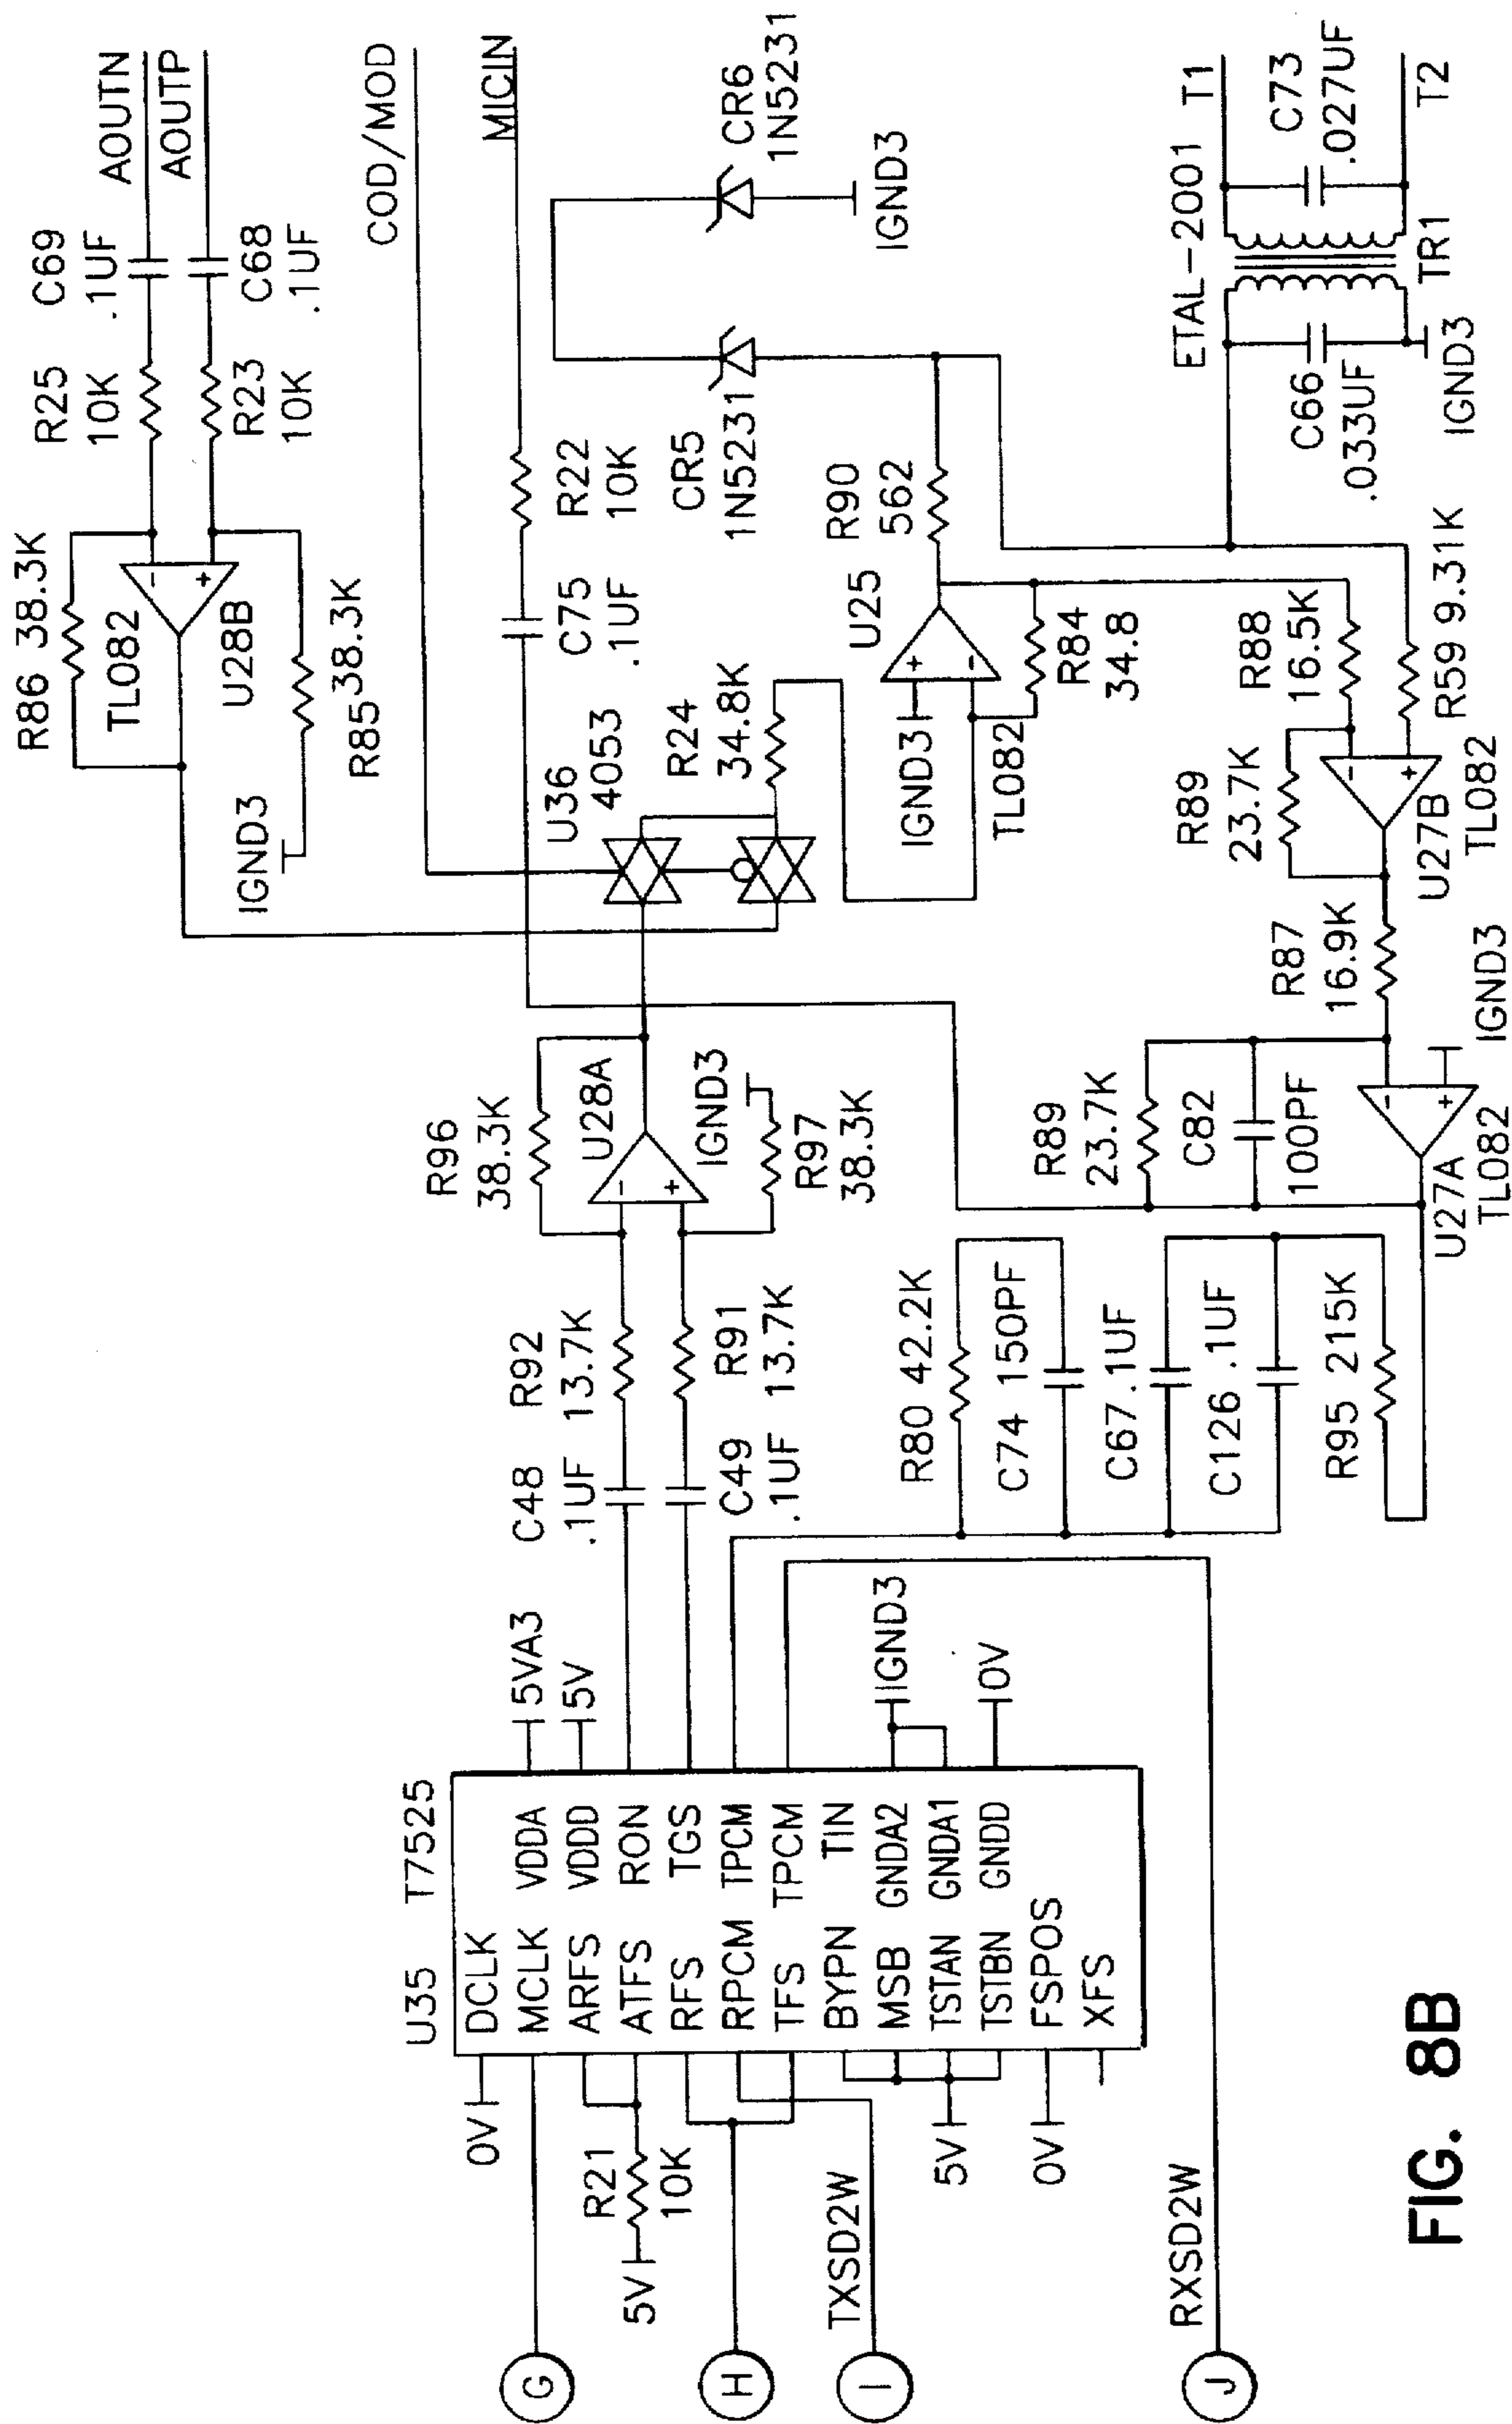 AOUTN
AOUTP
C69
.1UF
C68
.1UF
R25
10K
R23
10K
R86 38.3K
TL082
U28B
R85 38.3K
IGND3
COD/MOD
MICIN
R22
10K
C75
.1UF
U36
4053
R24
34.8K
CR6
1N5231
IGND3
CR5
1N5231
R90
562
U25
IGND3
TL082
R84
34.8
ETAL-2001
T1
C73
.027UF
T2
TR1
C66
.033UF
IGND3
R88
16.5K
R59 9.31K
R89
23.7K
U27B
TL082
R87
16.9K
IGND3
R89
23.7K
C82
100PF
U27A
TL082
R96
38.3K
U28A
IGND3
R97
38.3K
R92
13.7K
C48
.1UF
R91
13.7K
C49
.1UF
R80 42.2K
C74 150PF
C67 .1UF
C126 .1UF
R95 215K
U35 T7525
DCLK
MCLK VDDA
ARFS VDDD
ATFS RON
RFS TGS
RPCM TPCM
TFS TPCM
BYPN TIN
MSB GNDA2
TSTAN GNDA1
TSTBN GNDD
FSPOS
XFS
5VA3
5V
IGND3
0V
0V
R21
10K
5V
5V
0V
TXSD2W
RXSD2W
G
H
I
J
- + - + + - - + - +
FIG. 8B